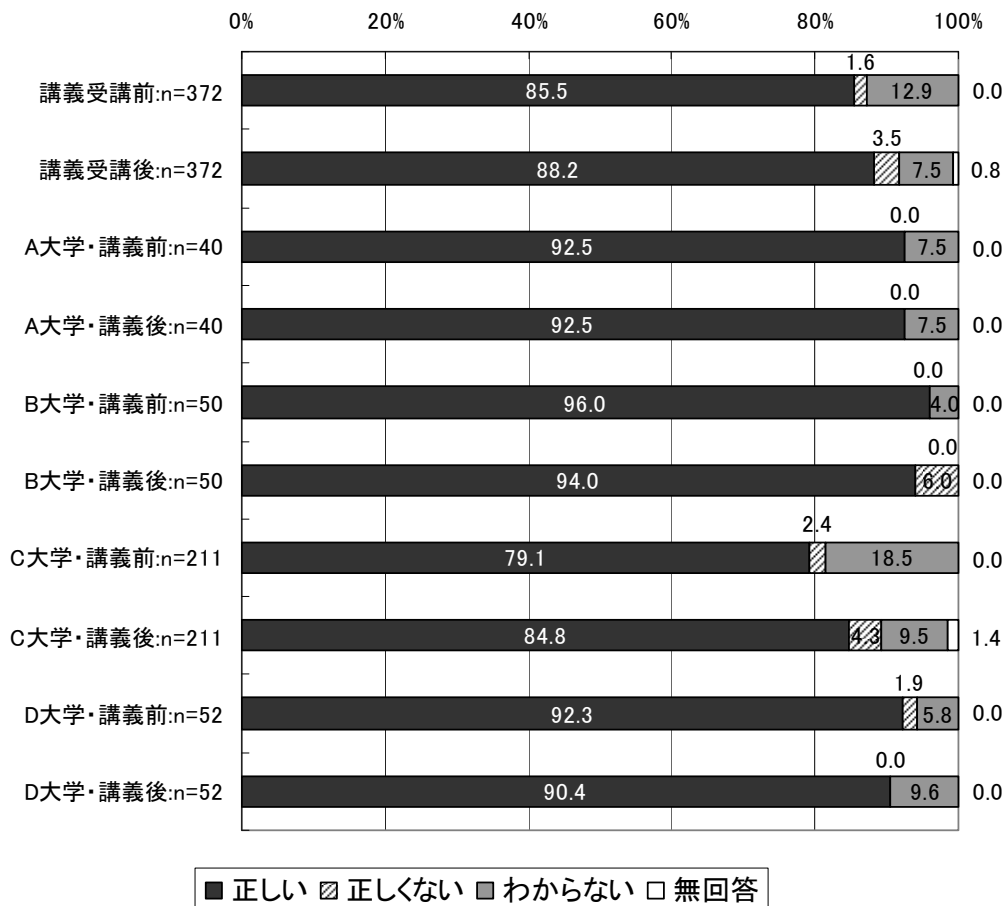 0% 20% 40% 60% 80% 100%
1.6
講義受講前:n=372 85.5 12.9 0.0
3.5
講義受講後:n=372 88.2 7.5 0.8
0.0
A大学・講義前:n=40 92.5 7.5 0.0
0.0
A大学・講義後:n=40 92.5 7.5 0.0
0.0
B大学・講義前:n=50 96.0 4.0 0.0
0.0
B大学・講義後:n=50 94.0 6.0 0.0
2.4
C大学・講義前:n=211 79.1 18.5 0.0
C大学・講義後:n=211 84.8 4.3 9.5 1.4
1.9
D大学・講義前:n=52 92.3 5.8 0.0
0.0
D大学・講義後:n=52 90.4 9.6 0.0
正しい 正しくない わからない 無回答